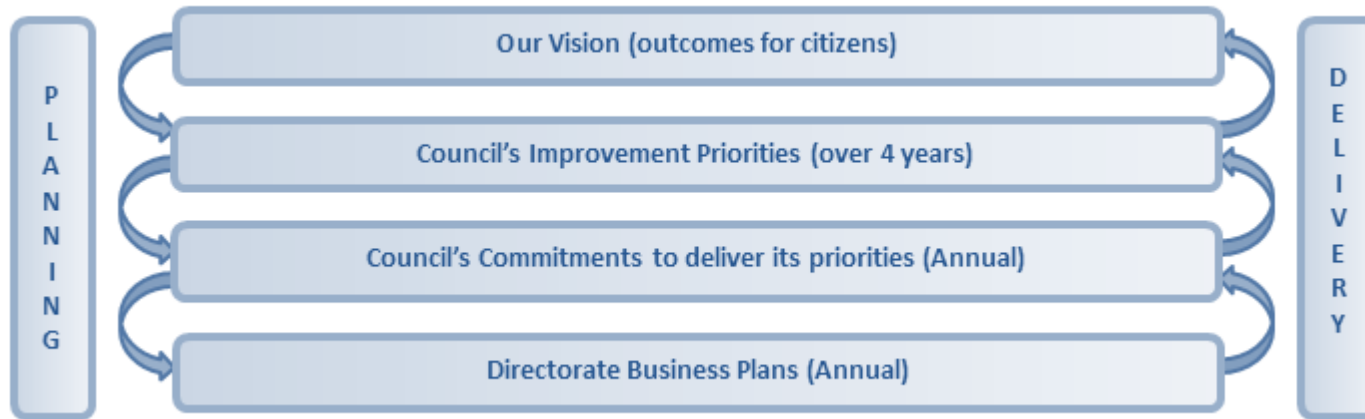 PLANNING
Our Vision (outcomes for citizens)
Council's Improvement Priorities (over 4 years)
Council's Commitments to deliver its priorities (Annual)
Directorate Business Plans (Annual)
DELIVERY